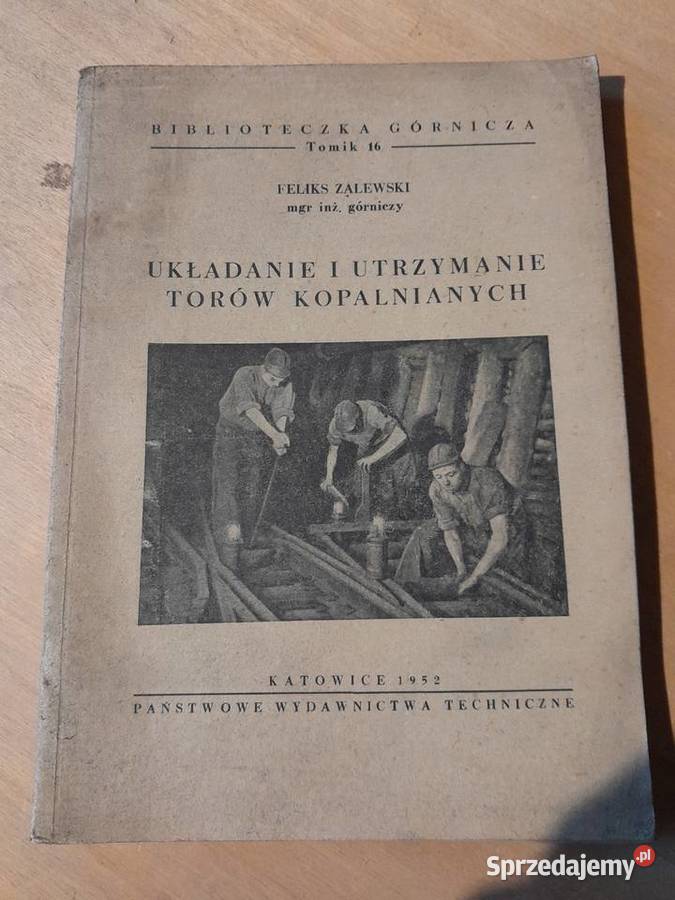 BIBLIOTECZKA GÓRNICZA
Tomik 16
FELIKS ZALEWSKI
mgr inż. górniczy
UKŁADANIE I UTRZYMANIE
TORÓW KOPALNIANYCH
KATOWICE 1952
PAŃSTWOWE WYDAWNICTWA TECHNICZNE
Sprzedajemy.pl